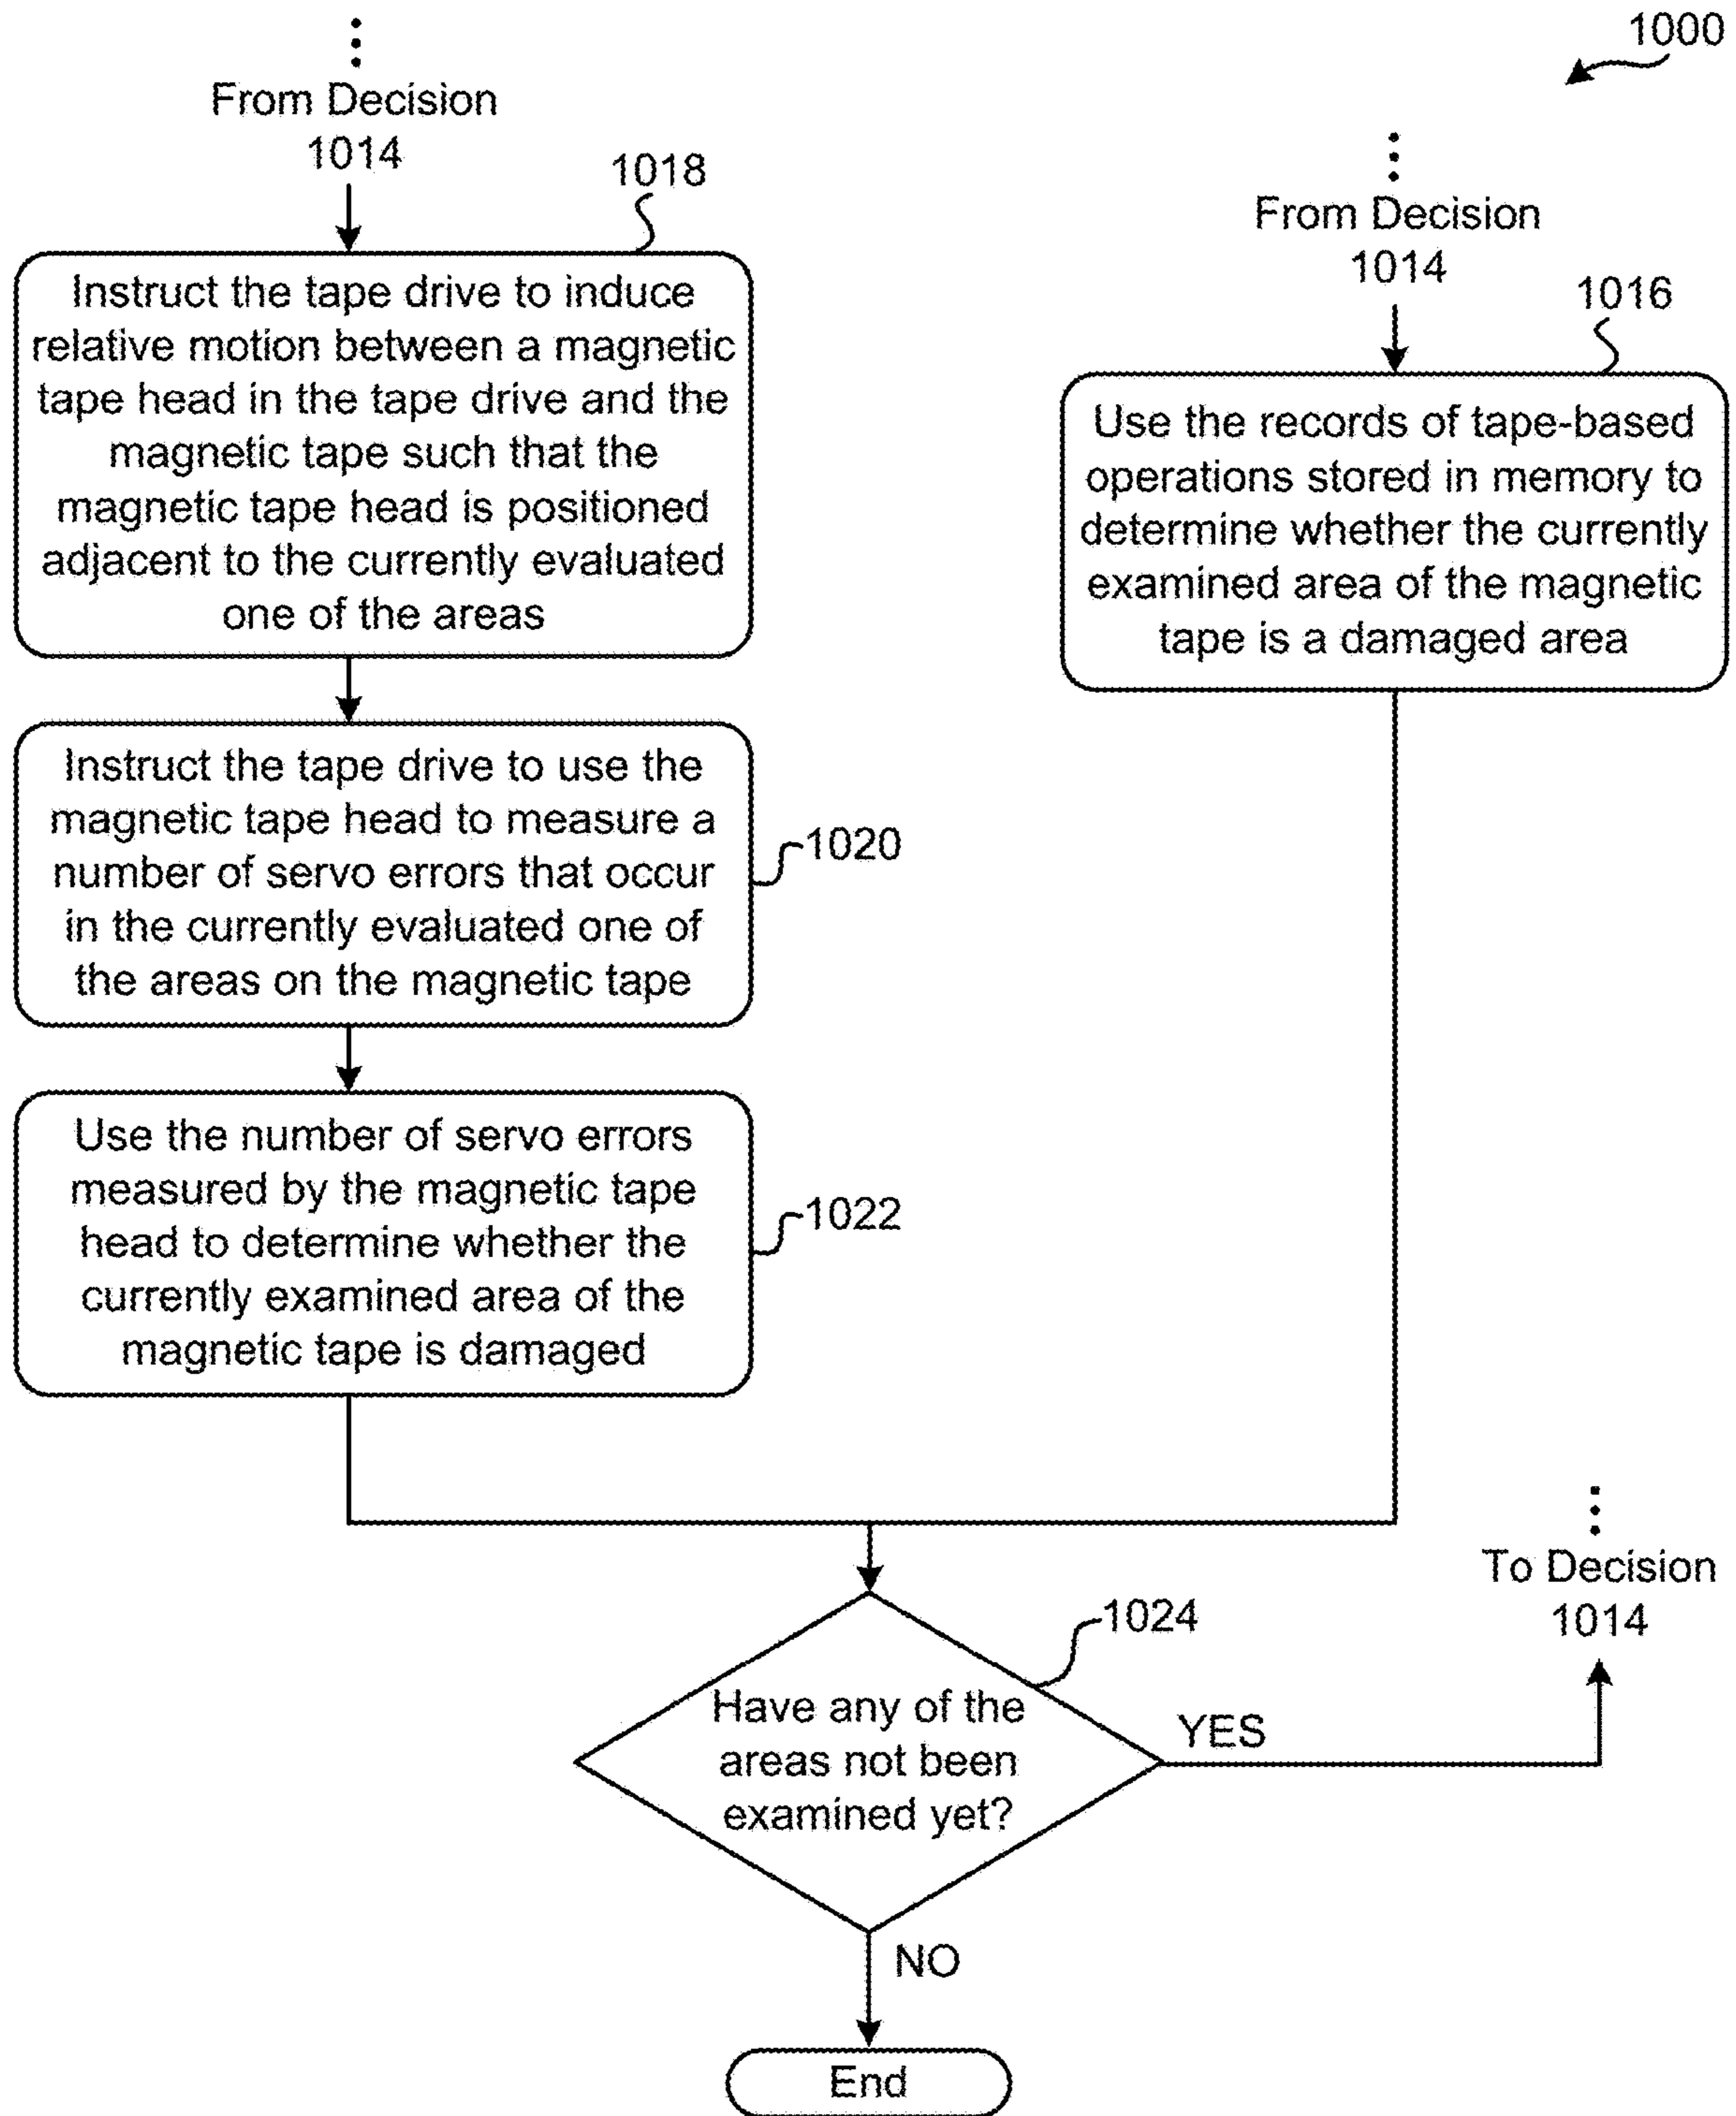 1000
From Decision
1014
1018
Instruct the tape drive to induce
relative motion between a magnetic
tape head in the tape drive and the
magnetic tape such that the
magnetic tape head is positioned
adjacent to the currently evaluated
one of the areas
From Decision
1014
1016
Use the records of tape-based
operations stored in memory to
determine whether the currently
examined area of the magnetic
tape is a damaged area
Instruct the tape drive to use the
magnetic tape head to measure a
number of servo errors that occur
in the currently evaluated one of
the areas on the magnetic tape
1020
Use the number of servo errors
measured by the magnetic tape
head to determine whether the
currently examined area of the
magnetic tape is damaged
1022
To Decision
1014
1024
Have any of the
areas not been
examined yet?
YES
NO
End